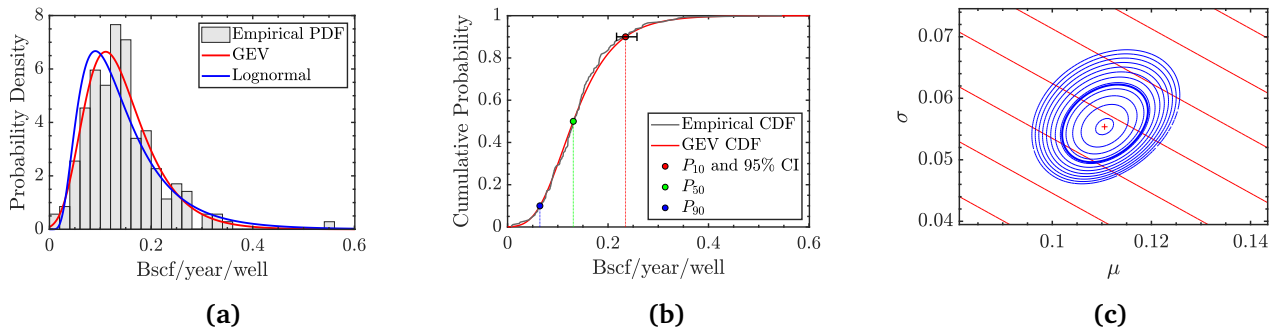 8
6
4
2
0
0
0.2
0.4
0.6
Probability Density
Bscf/year/well
Empirical PDF
GEV
Lognormal
(a)
1
0.8
0.6
0.4
0.2
0
0
0.2
0.4
0.6
Cumulative Probability
Bscf/year/well
Empirical CDF
GEV CDF
P10 and 95% CI
P50
P90
(b)
0.07
0.06
0.05
0.04
0.1
0.12
0.14
σ
μ
(c)